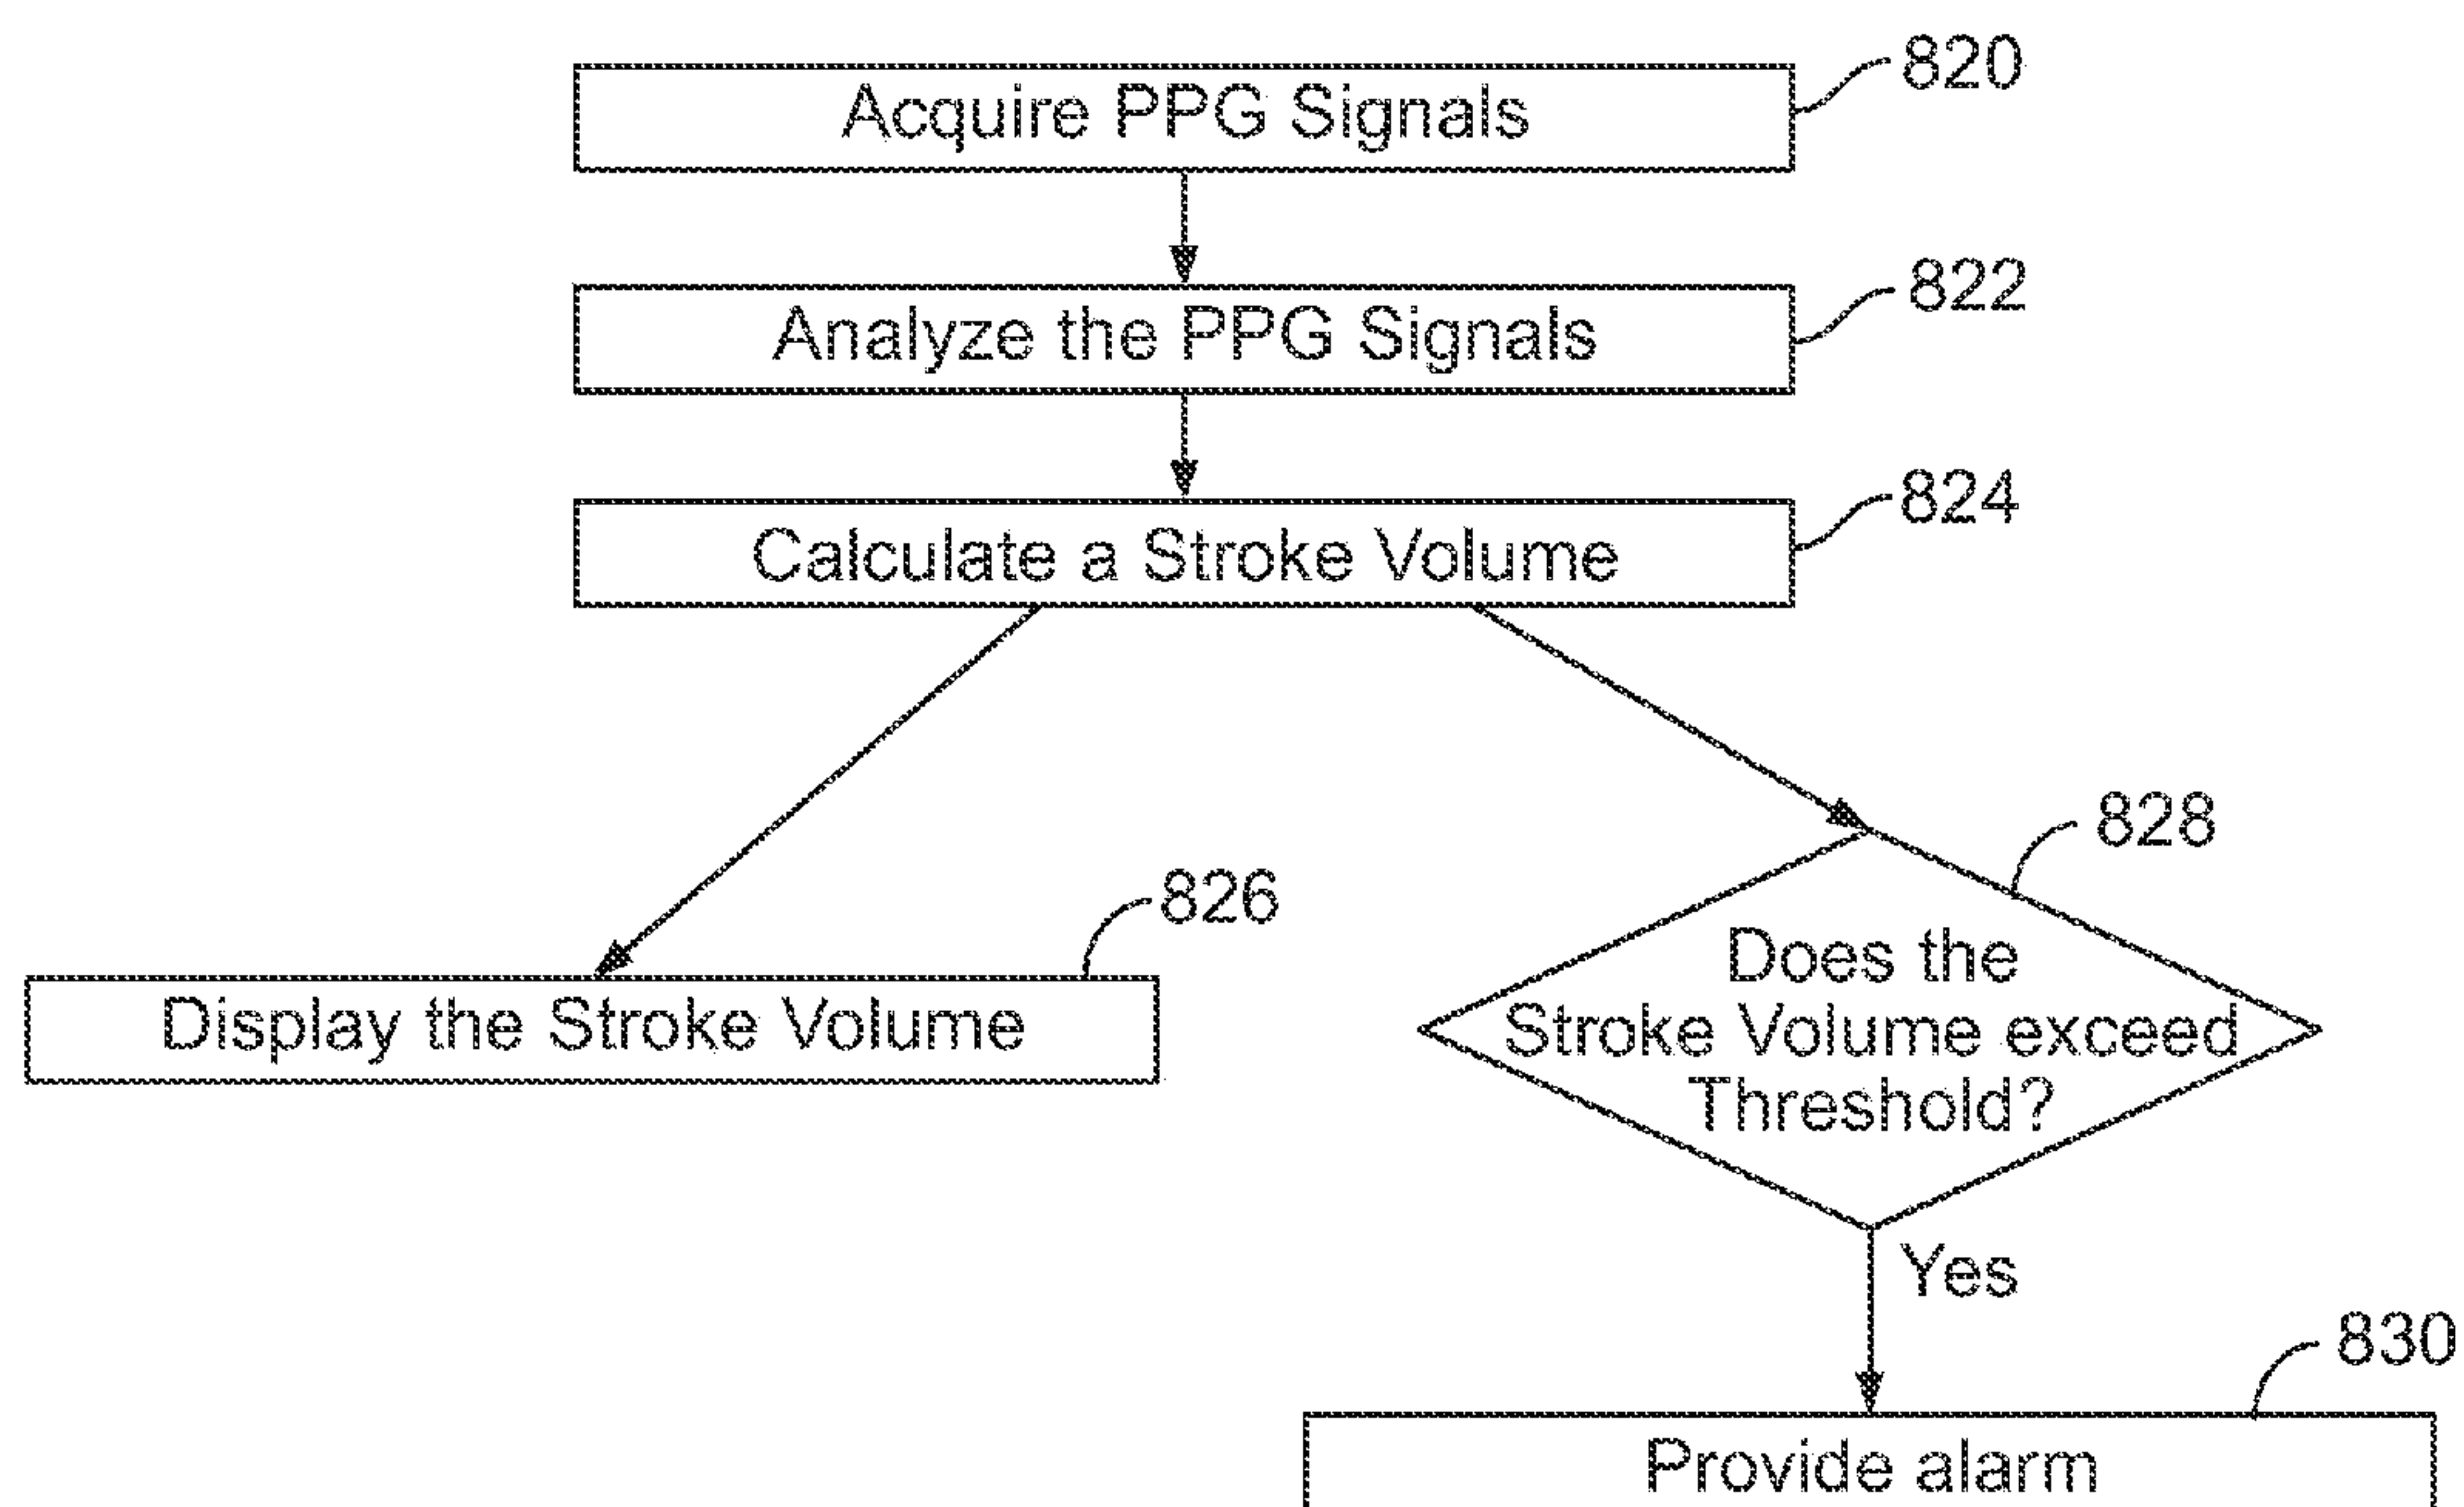 820
Acquire PPG Signals
822
Analyze the PPG Signals
824
Calculate a Stroke Volume
826
Display the Stroke Volume
828
Does the
Stroke Volume exceed
Threshold?
Yes
830
Provide alarm